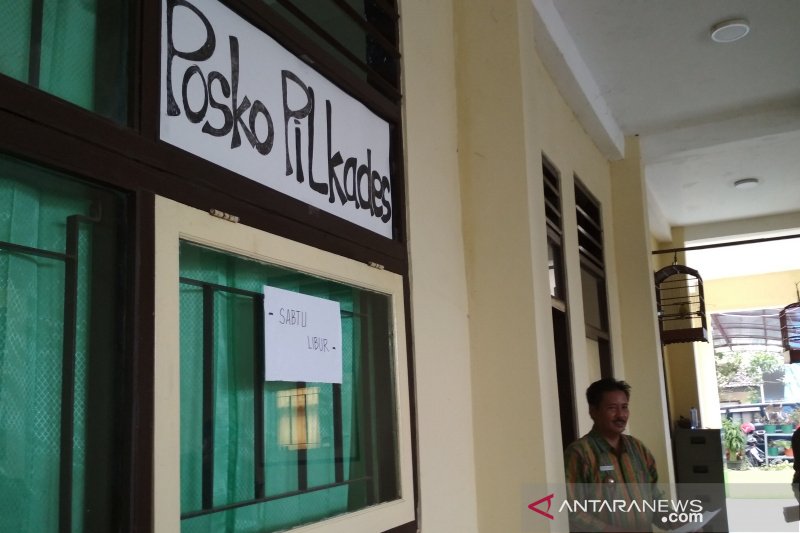 Posko PiLkades
- SABTU
LIBUR -
ANTARANEWS
.com